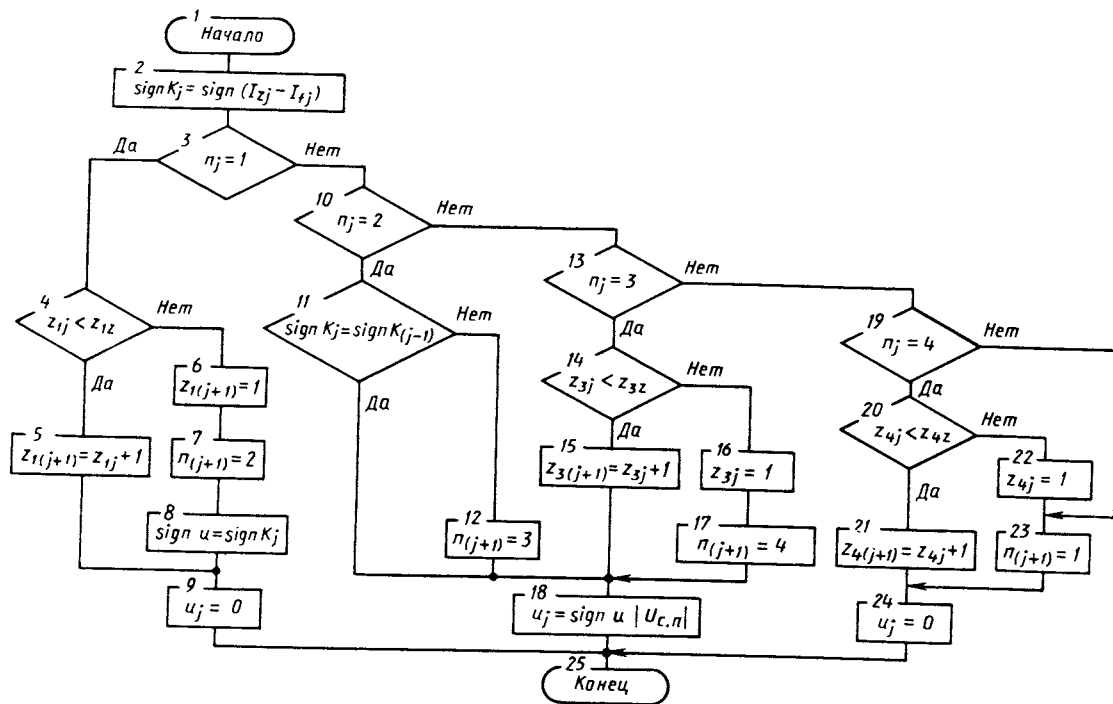 1
Начало
2
sign K_j = sign (I_zj − I_tj)
3
n_j = 1
Да
Нет
4
z_1j < z_1z
Нет
Да
5
z_1(j+1) = z_1j + 1
6
z_1(j+1) = 1
7
n_(j+1) = 2
8
sign u = sign K_j
9
u_j = 0
10
n_j = 2
Нет
Да
11
sign K_j = sign K_(j−1)
Нет
Да
12
n_(j+1) = 3
13
n_j = 3
Нет
Да
14
z_3j < z_3z
Нет
Да
15
z_3(j+1) = z_3j + 1
16
z_3j = 1
17
n_(j+1) = 4
18
u_j = sign u |U_с.п|
19
n_j = 4
Нет
Да
20
z_4j < z_4z
Нет
Да
21
z_4(j+1) = z_4j + 1
22
z_4j = 1
23
n_(j+1) = 1
24
u_j = 0
25
Конец